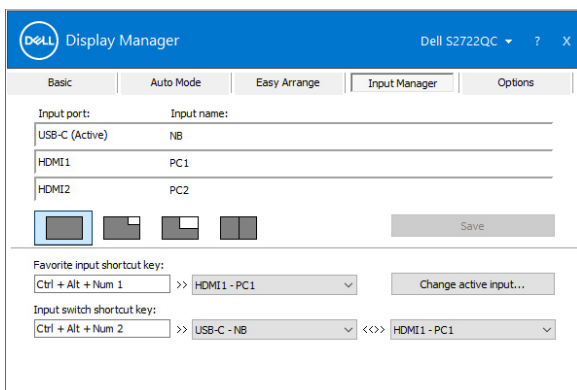 DELL Display Manager Dell S2722QC ? X
Basic Auto Mode Easy Arrange Input Manager Options
Input port: Input name:
USB-C (Active) NB
HDMI1 PC1
HDMI2 PC2
Save
Favorite input shortcut key:
Ctrl + Alt + Num 1 >> HDMI1 - PC1 Change active input...
Input switch shortcut key:
Ctrl + Alt + Num 2 >> USB-C - NB <<>> HDMI1 - PC1